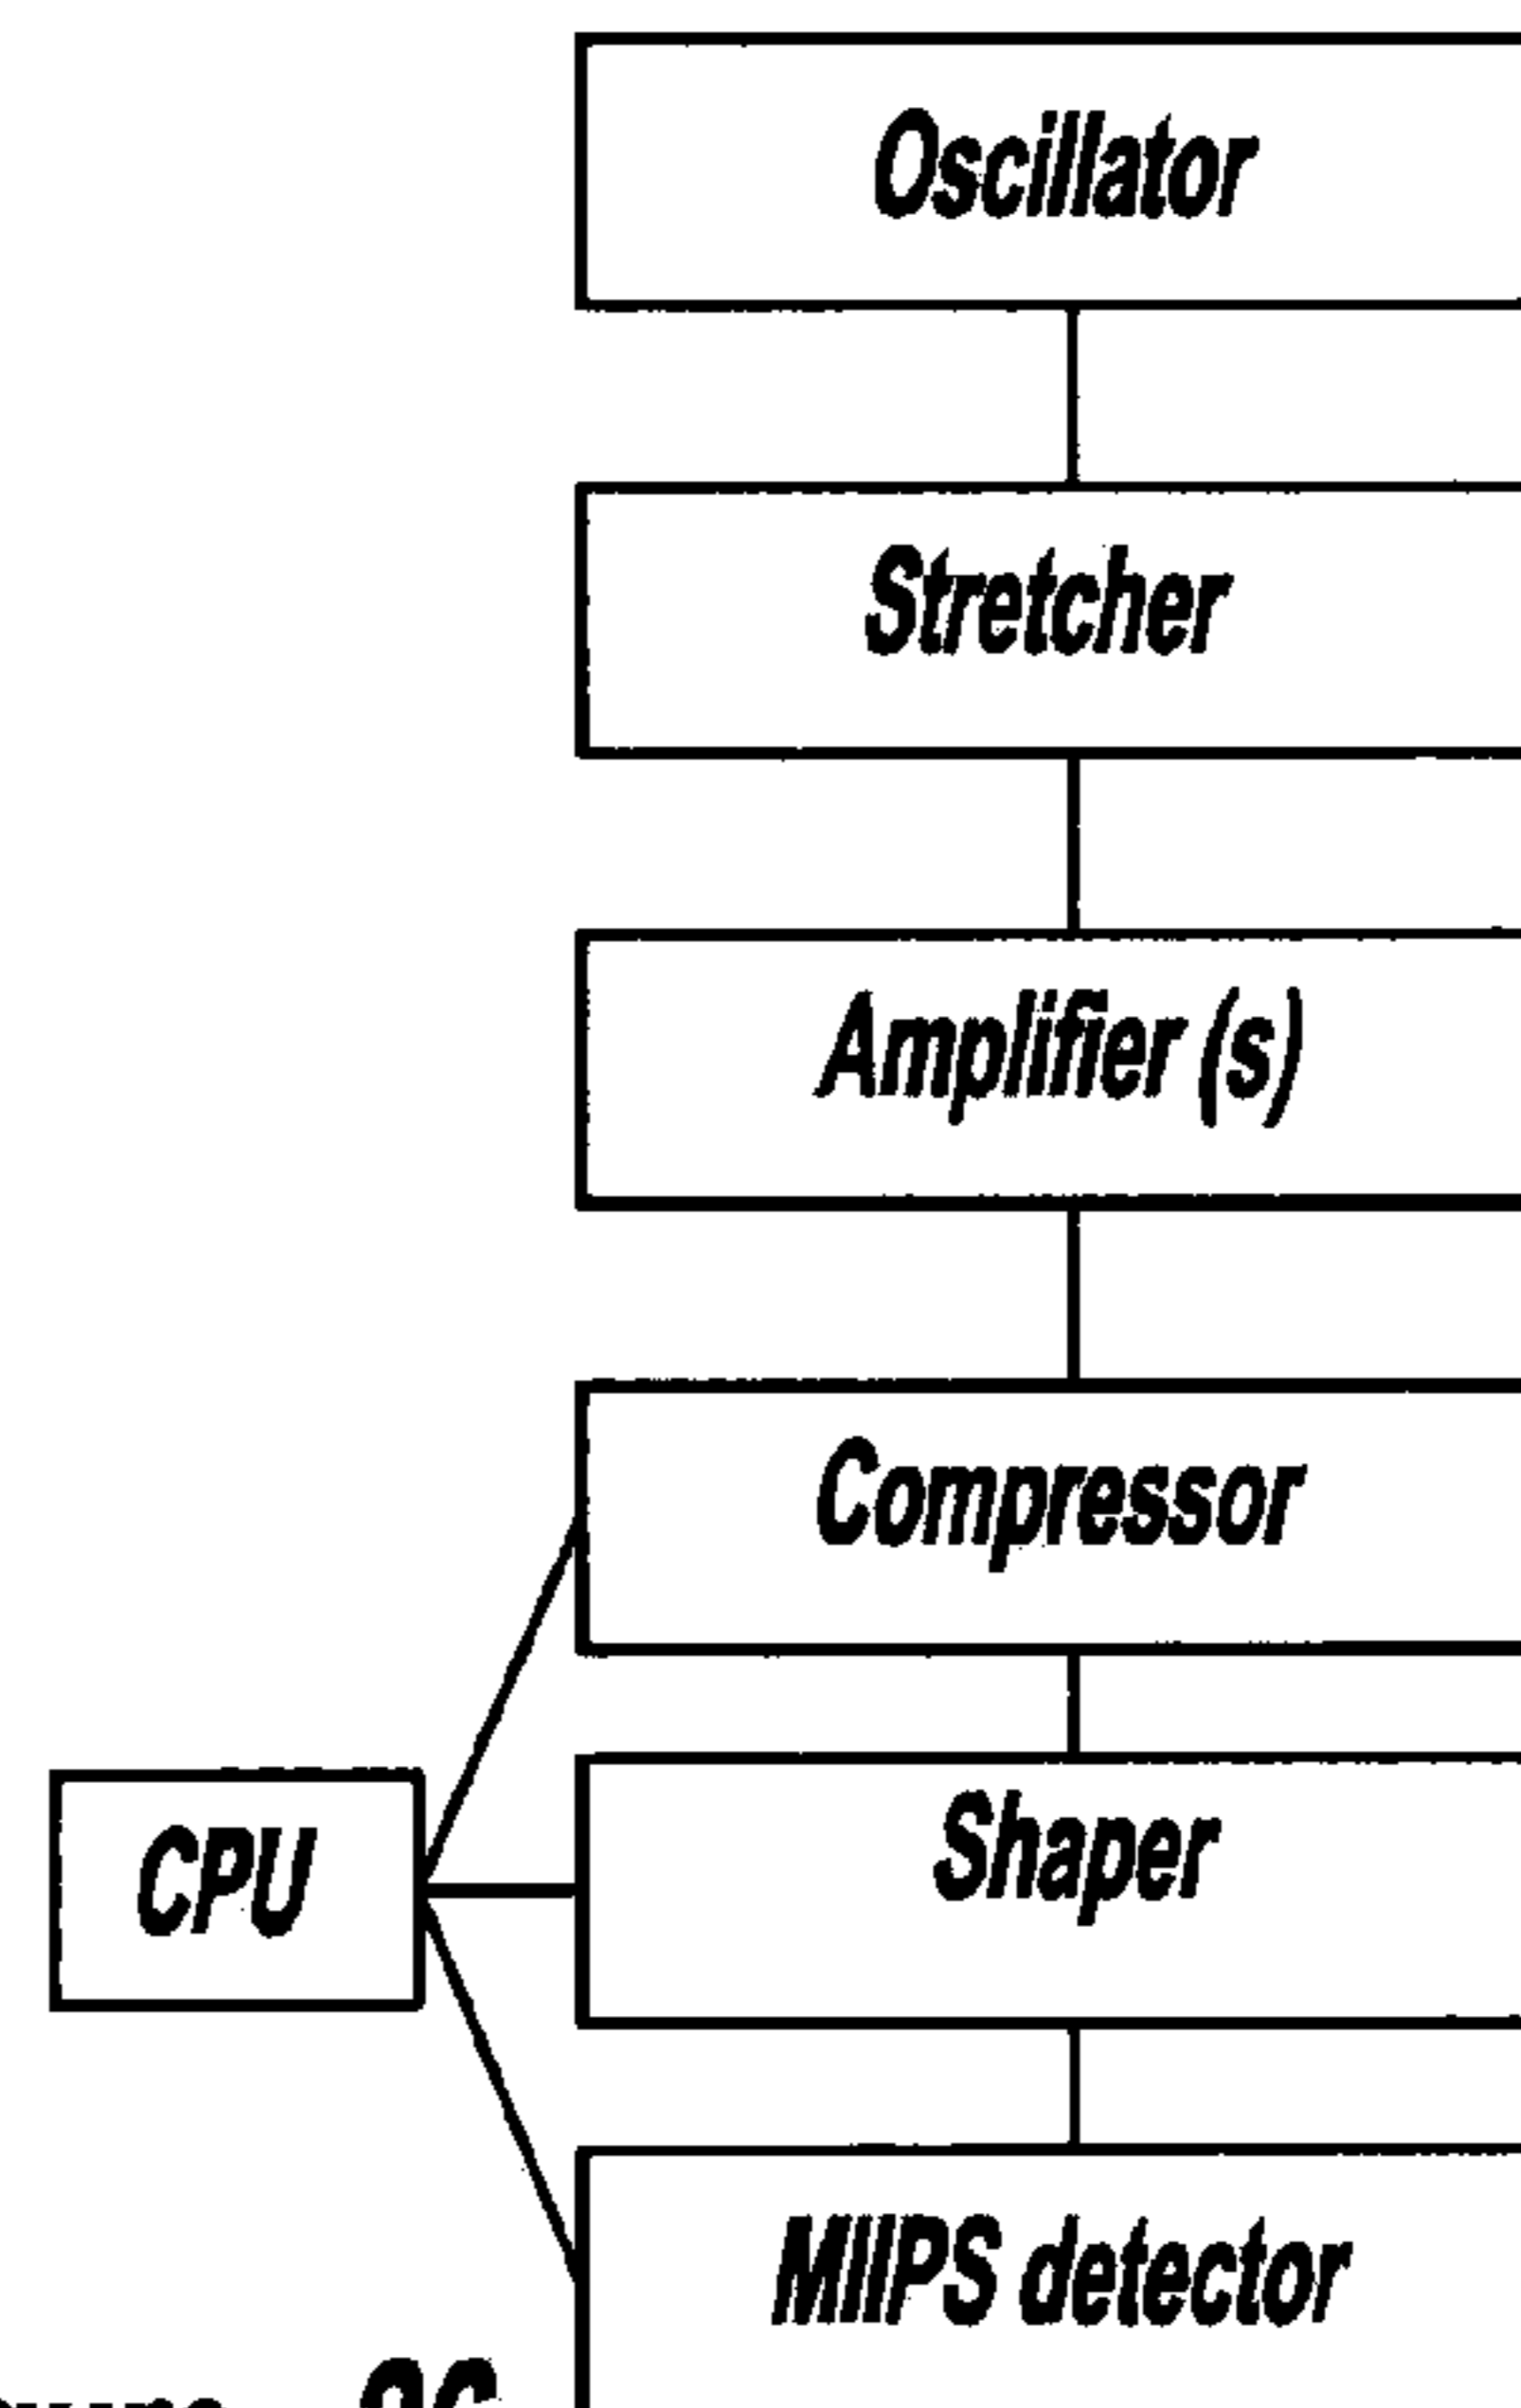 Oscillator
Stretcher
Amplifier (s)
Compressor
Shaper
CPU
MIIPS detector